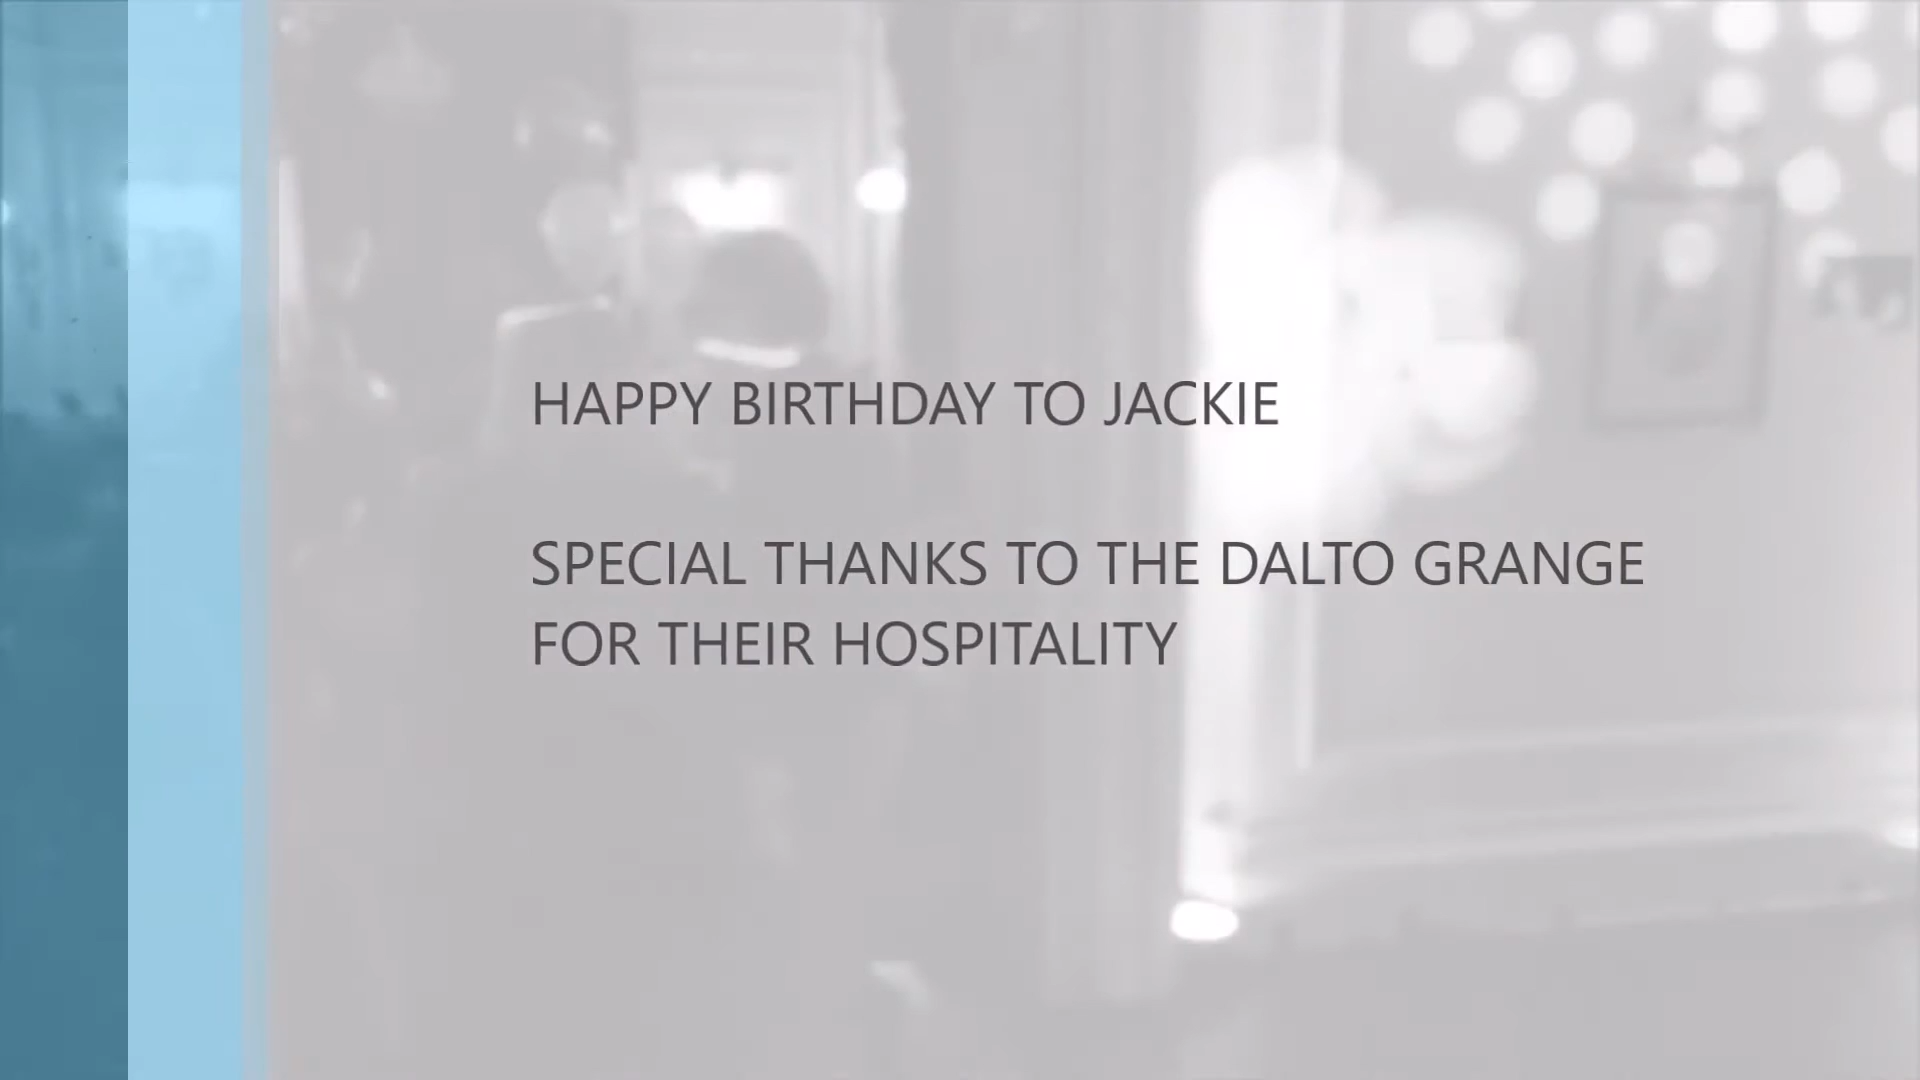 HAPPY BIRTHDAY TO JACKIE
SPECIAL THANKS TO THE DALTO GRANGE
FOR THEIR HOSPITALITY